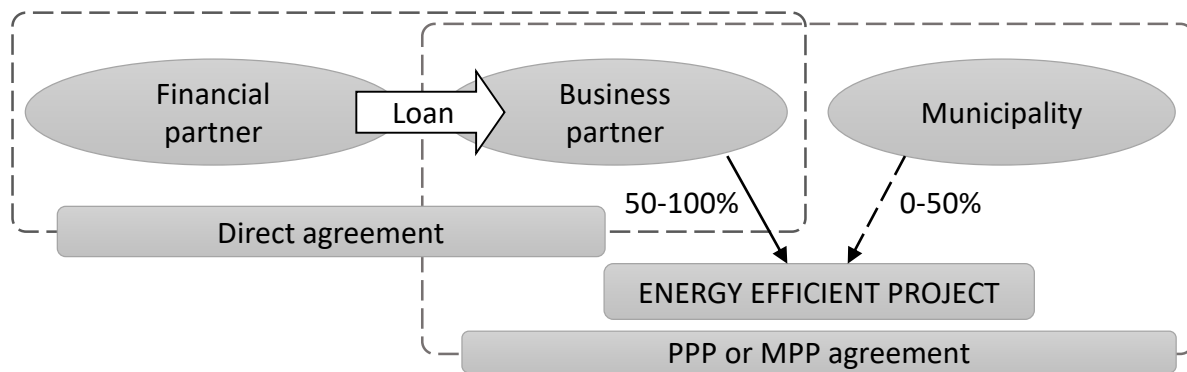 Financial
partner
Loan
Business
partner
Municipality
50-100%
0-50%
Direct agreement
ENERGY EFFICIENT PROJECT
PPP or MPP agreement